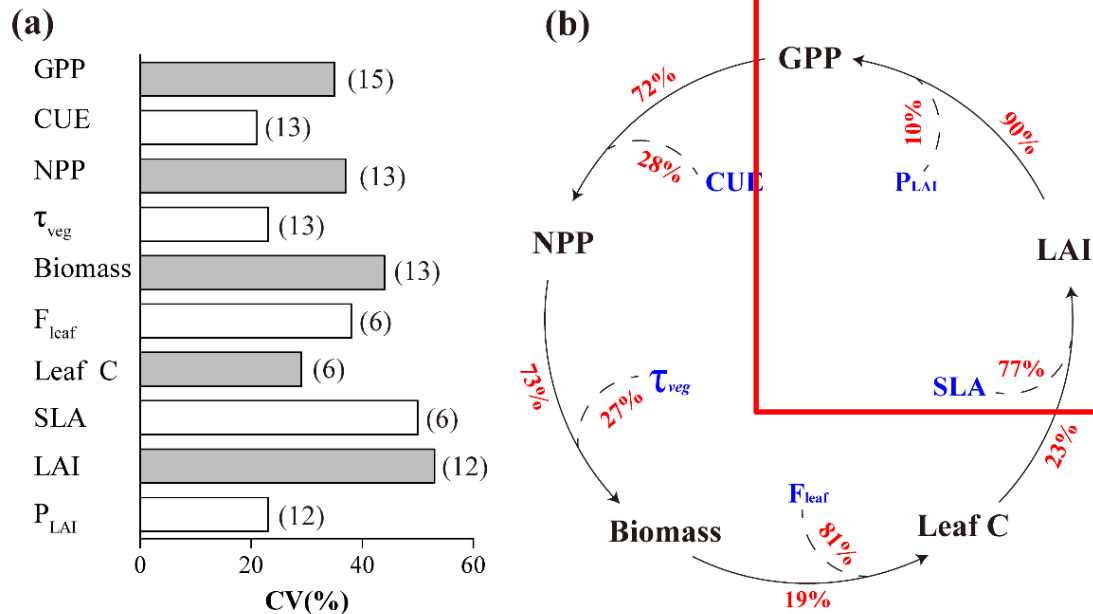 (a)
GPP (15)
CUE (13)
NPP (13)
τveg (13)
Biomass (13)
Fleaf (6)
Leaf C (6)
SLA (6)
LAI (12)
PLAI (12)
0 20 40 60
CV(%)
(b)
GPP
72%
10%
90%
28%
CUE
PLAI
NPP
LAI
73%
27%
τveg
SLA
77%
23%
Fleaf
81%
Biomass
Leaf C
19%